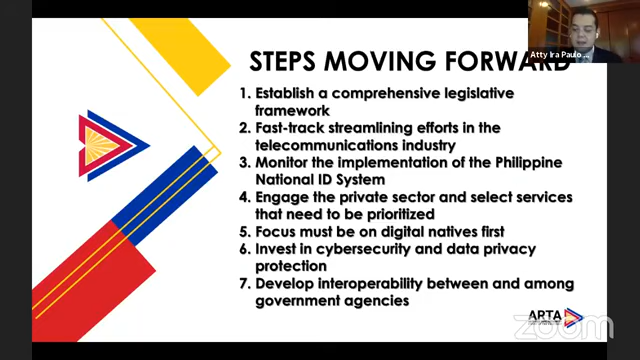 Atty Ira Paulo ...
STEPS MOVING FORWARD
1. Establish a comprehensive legislative
framework
2. Fast-track streamlining efforts in the
telecommunications industry
3. Monitor the implementation of the Philippine
National ID System
4. Engage the private sector and select services
that need to be prioritized
5. Focus must be on digital natives first
6. Invest in cybersecurity and data privacy
protection
7. Develop interoperability between and among
government agencies
ARTA
zoom